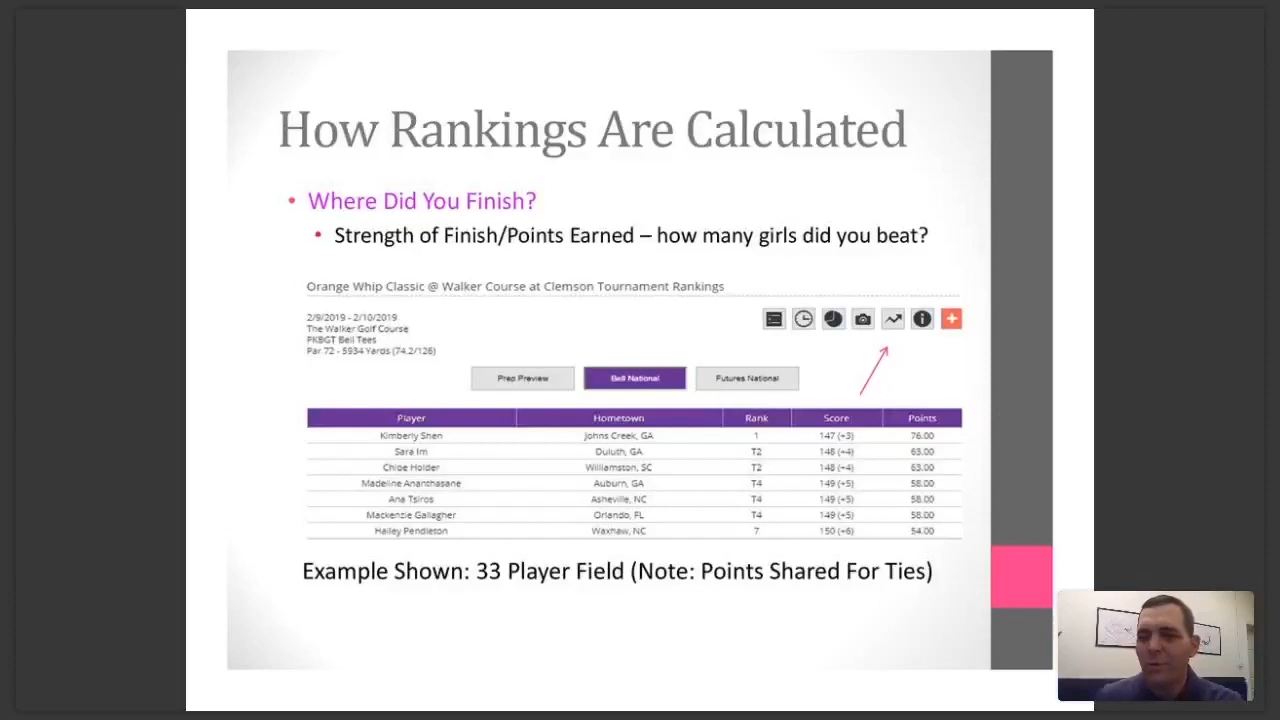 How Rankings Are Calculated
• Where Did You Finish?
• Strength of Finish/Points Earned – how many girls did you beat?
Orange Whip Classic @ Walker Course at Clemson Tournament Rankings
2/9/2019 - 2/10/2019
The Walker Golf Course
PKBGT Bell Tees
Par 72 - 5934 Yards (74.2/126)
Prep Preview Bell National Futures National
Player Hometown Rank Score Points
Kimberly Shen Johns Creek, GA 1 147 (+3) 76.00
Sara Im Duluth, GA T2 148 (+4) 63.00
Chloe Holder Williamston, SC T2 148 (+4) 63.00
Madeline Ananthasane Auburn, GA T4 149 (+5) 58.00
Ana Tsiros Asheville, NC T4 149 (+5) 58.00
Mackenzie Gallagher Orlando, FL T4 149 (+5) 58.00
Hailey Pendleton Waxhaw, NC 7 150 (+6) 54.00
Example Shown: 33 Player Field (Note: Points Shared For Ties)